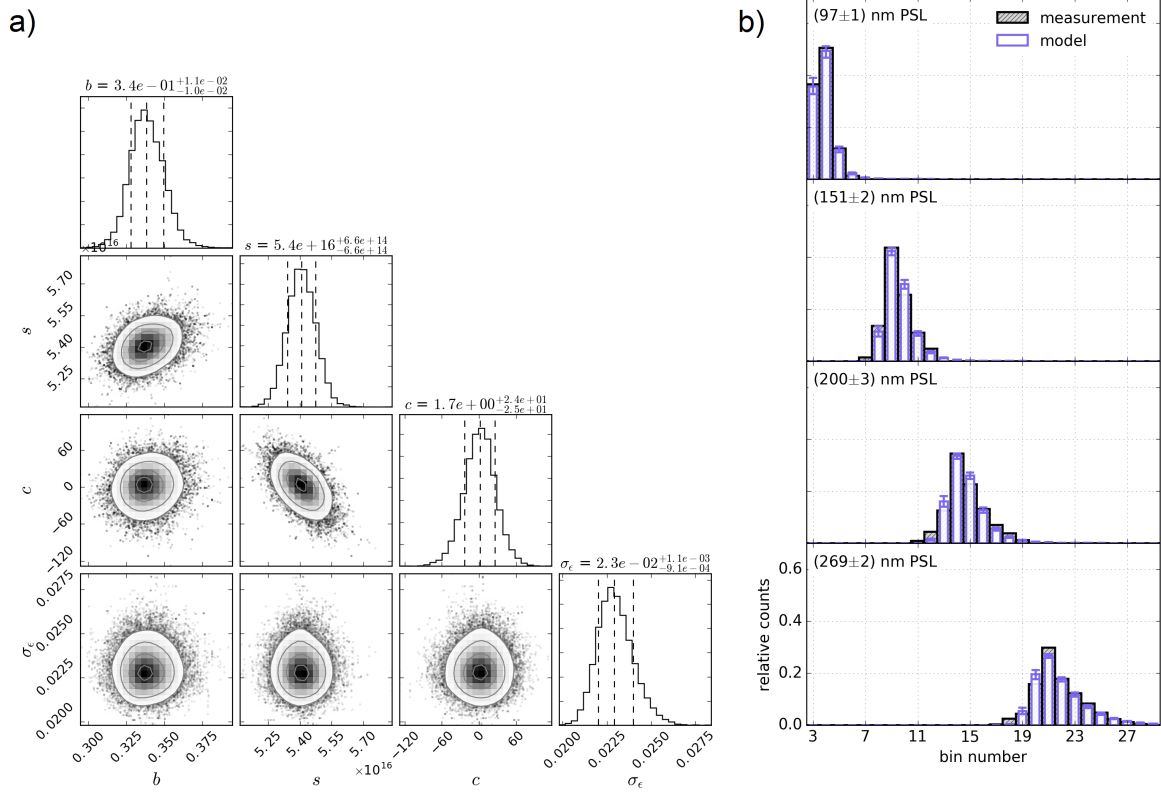 a)
b = 3.4e−01 +1.1e−02 −1.0e−02
×10^16
s = 5.4e+16 +6.6e+14 −6.6e+14
s
5.70
5.55
5.40
5.25
c = 1.7e+00 +2.4e+01 −2.5e+01
c
60
0
−60
−120
σ_ϵ = 2.3e−02 +1.1e−03 −9.1e−04
σ_ϵ
0.0275
0.0250
0.0225
0.0200
0.300 0.325 0.350 0.375
b
5.25 5.40 5.55 5.70
×10^16
s
−120 −60 0 60
c
0.0200 0.0225 0.0250 0.0275
σ_ϵ
b)
(97±1) nm PSL
measurement
model
(151±2) nm PSL
(200±3) nm PSL
(269±2) nm PSL
relative counts
0.6
0.4
0.2
0.0
3 7 11 15 19 23 27
bin number